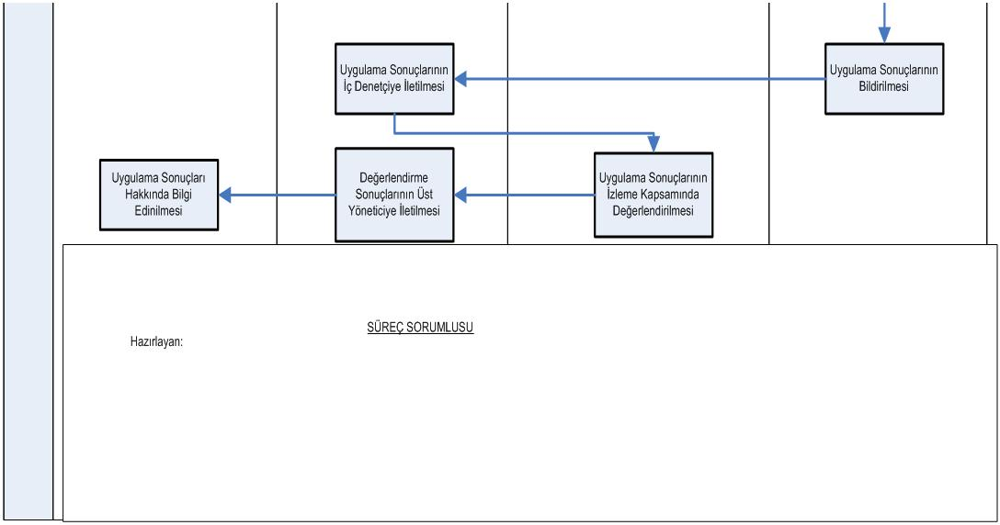 Uygulama Sonuçlarının
İç Denetçiye İletilmesi
Uygulama Sonuçlarının
Bildirilmesi
Uygulama Sonuçları
Hakkında Bilgi
Edinilmesi
Değerlendirme
Sonuçlarının Üst
Yöneticiye İletilmesi
Uygulama Sonuçlarının
İzleme Kapsamında
Değerlendirilmesi
SÜREÇ SORUMLUSU
Hazırlayan: